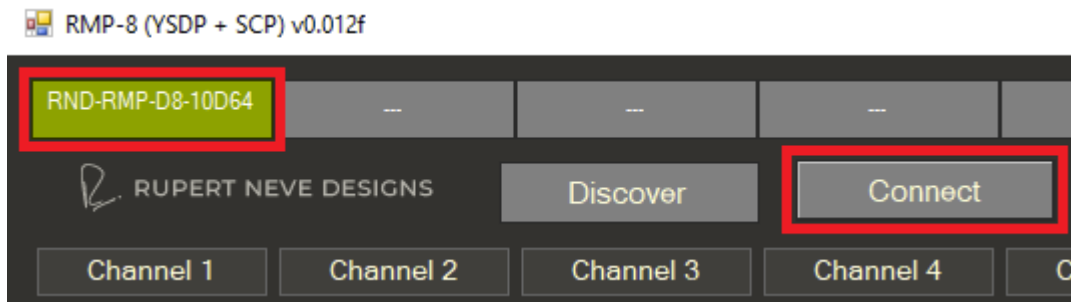 RMP-8 (YSDP + SCP) v0.012f
RND-RMP-D8-10D64 --- --- ---
RUPERT NEVE DESIGNS Discover Connect
Channel 1 Channel 2 Channel 3 Channel 4